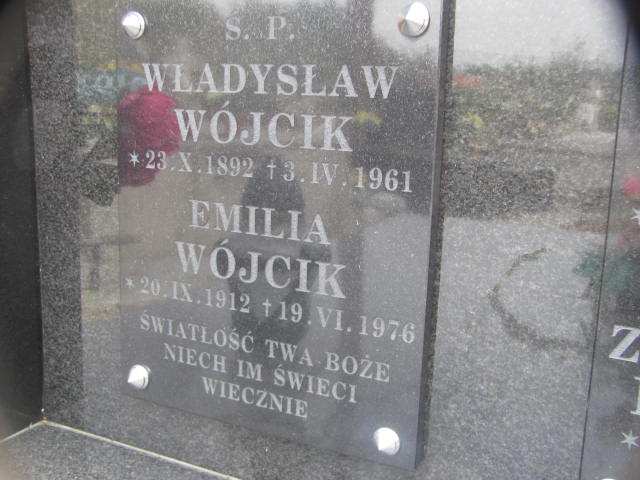 Ś. P.
WŁADYSŁAW
WÓJCIK
*23.X.1892 †3.IV.1961
EMILIA
WÓJCIK
*20.IX.1912 †19.VI.1976
ŚWIATŁOŚĆ TWA BOŻE
NIECH IM ŚWIECI
WIECZNIE